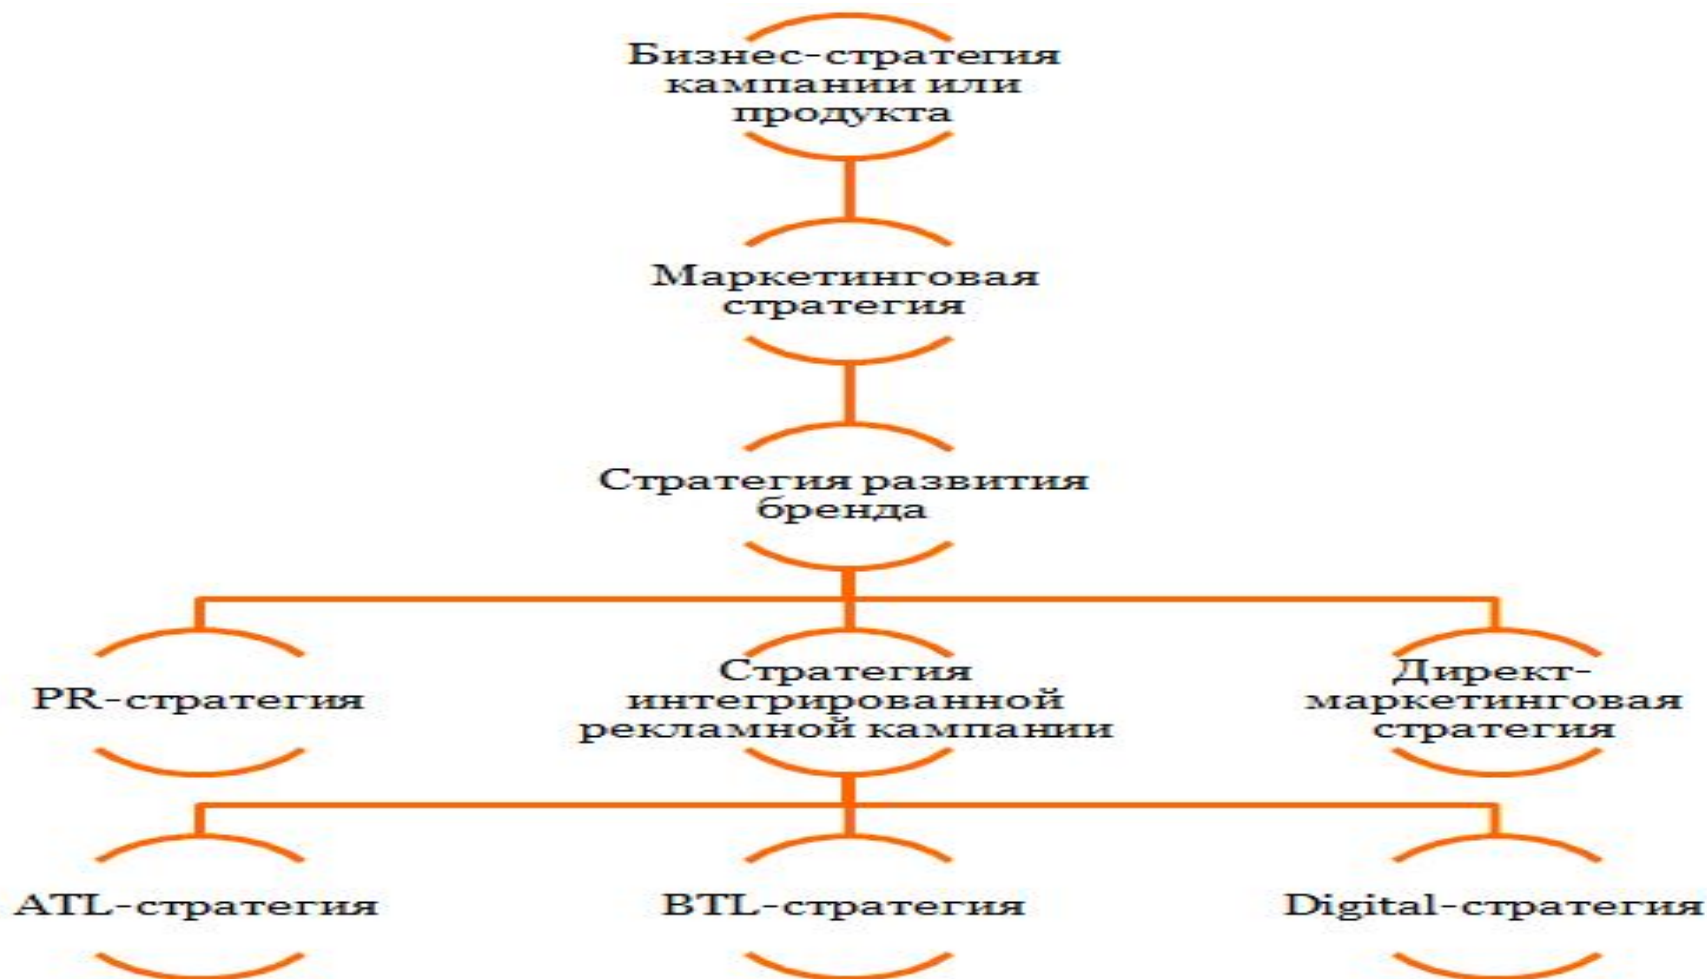 Бизнес-стратегия
кампании или
продукта
Маркетинговая
стратегия
Стратегия развития
бренда
PR-стратегия
Стратегия
интегрированной
рекламной кампании
Директ-
маркетинговая
стратегия
ATL-стратегия
BTL-стратегия
Digital-стратегия